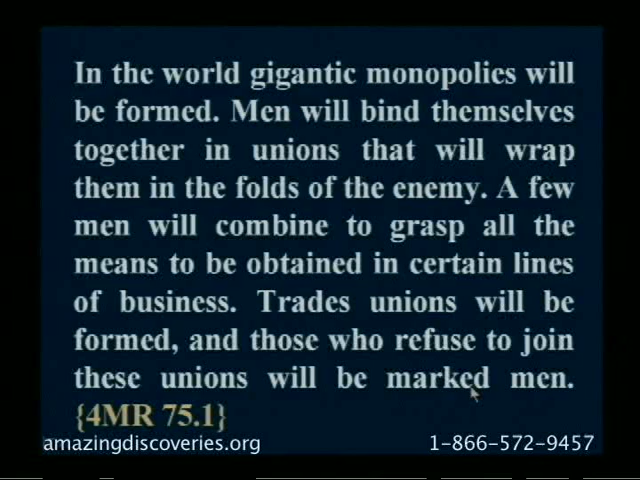 In the world gigantic monopolies will
be formed. Men will bind themselves
together in unions that will wrap
them in the folds of the enemy. A few
men will combine to grasp all the
means to be obtained in certain lines
of business. Trades unions will be
formed, and those who refuse to join
these unions will be marked men.
{4MR 75.1}
amazingdiscoveries.org 1-866-572-9457